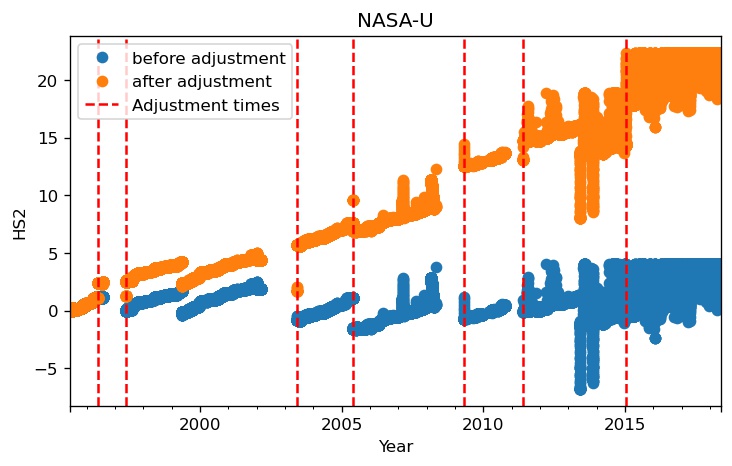 NASA-U
before adjustment
after adjustment
Adjustment times
HS2
20
15
10
5
0
−5
2000 2005 2010 2015
Year